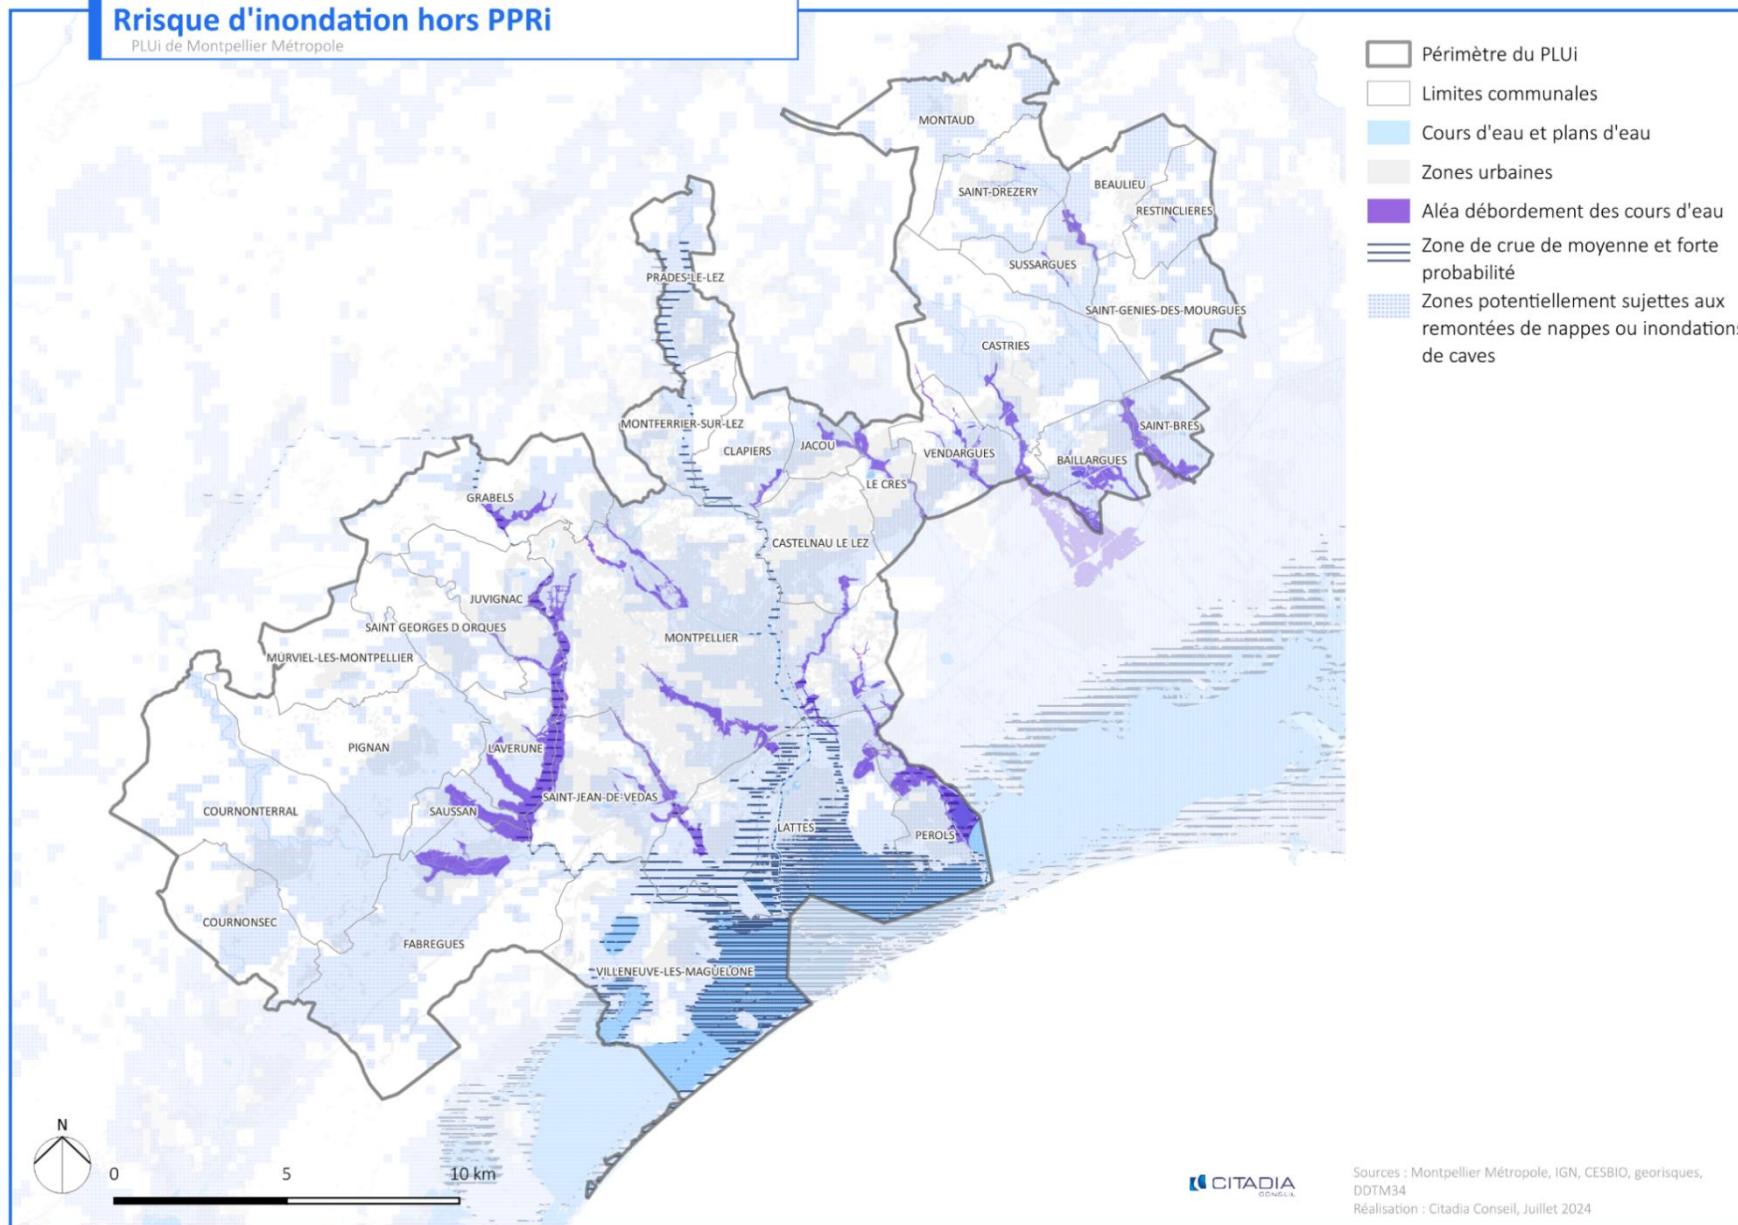 Rrisque d'inondation hors PPRi
PLUi de Montpellier Métropole
Périmètre du PLUi
Limites communales
Cours d'eau et plans d'eau
Zones urbaines
Aléa débordement des cours d'eau
Zone de crue de moyenne et forte
probabilité
Zones potentiellement sujettes aux
remontées de nappes ou inondations
de caves
MONTAUD
SAINT-DREZERY
BEAULIEU
RESTINCLIERES
SUSSARGUES
PRADES-LE-LEZ
SAINT-GENIES-DES-MOURGUES
CASTRIES
MONTFERRIER-SUR-LEZ
SAINT-BRES
JACOU
CLAPIERS
VENDARGUES
BAILLARGUES
LE CRES
GRABELS
CASTELNAU LE LEZ
JUVIGNAC
SAINT GEORGES D ORQUES
MONTPELLIER
MURVIEL-LES-MONTPELLIER
PIGNAN
LAVERUNE
SAINT-JEAN-DE-VEDAS
COURNONTERRAL
SAUSSAN
LATTES
PEROLS
COURNONSEC
FABREGUES
VILLENEUVE-LES-MAGUELONE
N
0 5 10 km
CITADIA
CONSEIL
Sources : Montpellier Métropole, IGN, CESBIO, georisques,
DDTM34
Réalisation : Citadia Conseil, Juillet 2024